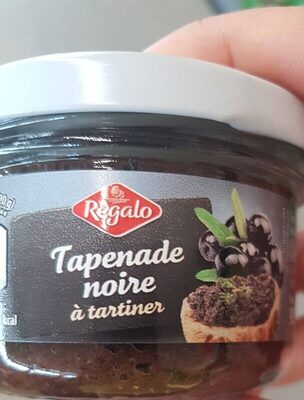 Regalo
Tapenade
noire
à tartiner